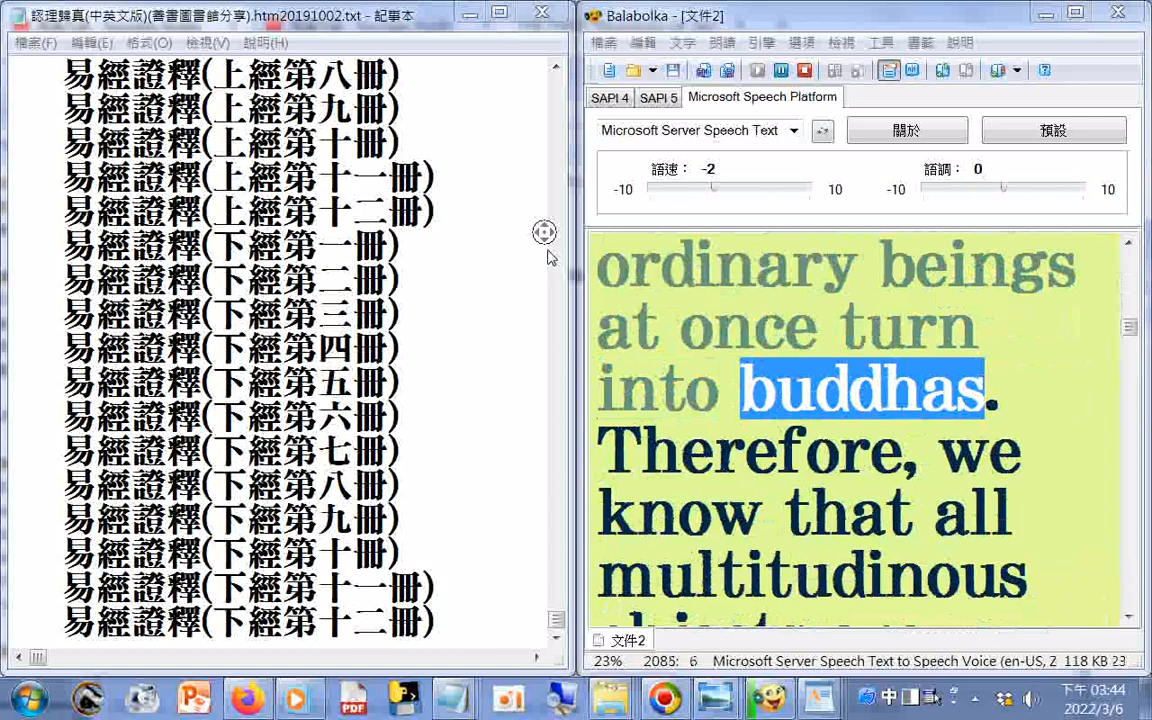 認理歸真(中英文版)(善書圖書館分享).htm20191002.txt - 記事本
檔案(F) 編輯(E) 格式(O) 檢視(V) 說明(H)
易經證釋(上經第八冊)
易經證釋(上經第九冊)
易經證釋(上經第十冊)
易經證釋(上經第十一冊)
易經證釋(上經第十二冊)
易經證釋(下經第一冊)
易經證釋(下經第二冊)
易經證釋(下經第三冊)
易經證釋(下經第四冊)
易經證釋(下經第五冊)
易經證釋(下經第六冊)
易經證釋(下經第七冊)
易經證釋(下經第八冊)
易經證釋(下經第九冊)
易經證釋(下經第十冊)
易經證釋(下經第十一冊)
易經證釋(下經第十二冊)
Balabolka - [文件2]
檔案 編輯 文字 朗讀 引擎 選項 檢視 工具 書籤 說明
SAPI 4 SAPI 5 Microsoft Speech Platform
Microsoft Server Speech Text 關於 預設
語速： -2 語調： 0
-10 10 -10 10
ordinary beings
at once turn
into buddhas.
Therefore, we
know that all
multitudinous
文件2
23% 2085: 6 Microsoft Server Speech Text to Speech Voice (en-US, Z 118 KB 23
PDF 中 下午 03:44
2022/3/6